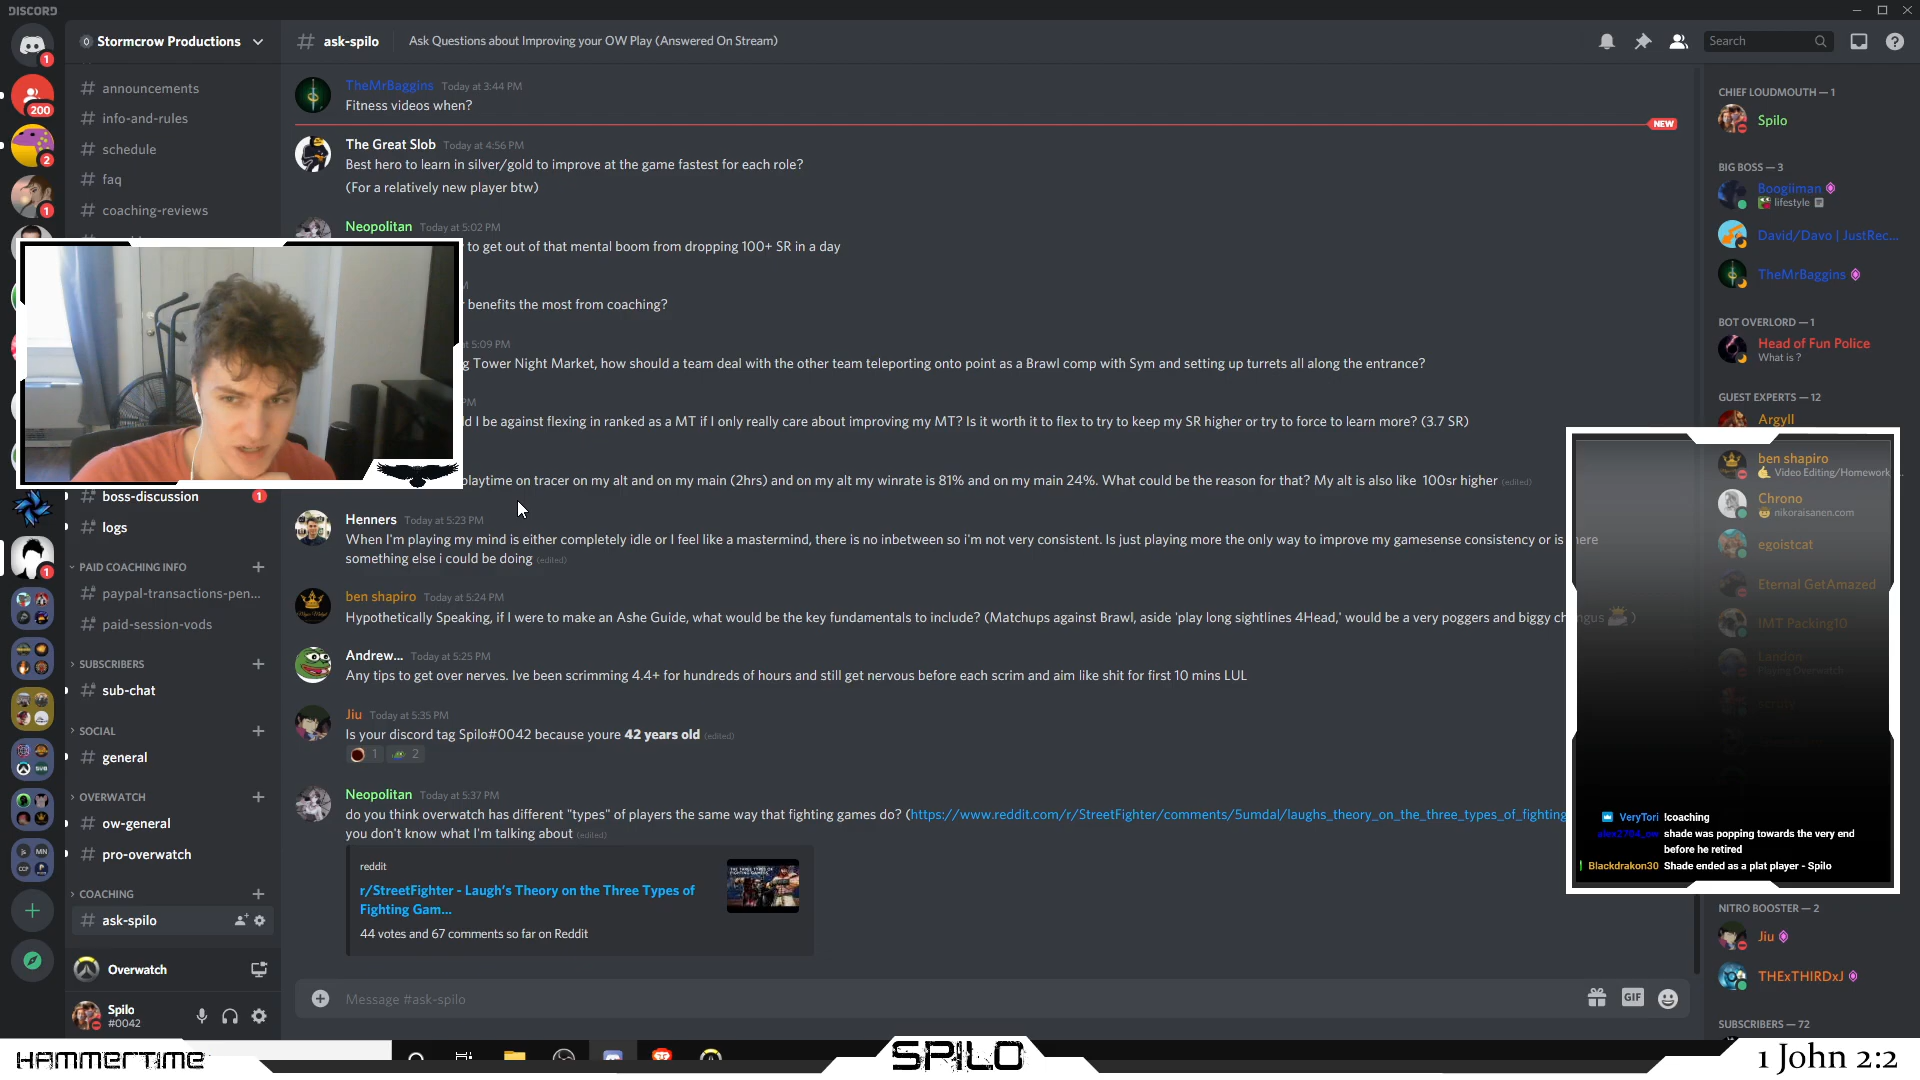 DISCORD
Stormcrow Productions
ask-spilo
Ask Questions about Improving your OW Play (Answered On Stream)
Search
1
200
2
1
1
announcements
info-and-rules
schedule
faq
coaching-reviews
boss-discussion
1
logs
PAID COACHING INFO
paypal-transactions-pen...
paid-session-vods
SUBSCRIBERS
sub-chat
SOCIAL
general
OVERWATCH
ow-general
pro-overwatch
COACHING
ask-spilo
Overwatch
Spilo
#0042
TheMrBaggins Today at 3:44 PM
Fitness videos when?
NEW
The Great Slob Today at 4:56 PM
Best hero to learn in silver/gold to improve at the game fastest for each role?
(For a relatively new player btw)
Neopolitan Today at 5:02 PM
to get out of that mental boom from dropping 100+ SR in a day
benefits the most from coaching?
at 5:09 PM
g Tower Night Market, how should a team deal with the other team teleporting onto point as a Brawl comp with Sym and setting up turrets all along the entrance?
I be against flexing in ranked as a MT if I only really care about improving my MT? Is it worth it to flex to try to keep my SR higher or try to force to learn more? (3.7 SR)
playtime on tracer on my alt and on my main (2hrs) and on my alt my winrate is 81% and on my main 24%. What could be the reason for that? My alt is also like 100sr higher (edited)
Henners Today at 5:23 PM
When I'm playing my mind is either completely idle or I feel like a mastermind, there is no inbetween so i'm not very consistent. Is just playing more the only way to improve my gamesense consistency or is here
something else i could be doing (edited)
ben shapiro Today at 5:24 PM
Hypothetically Speaking, if I were to make an Ashe Guide, what would be the key fundamentals to include? (Matchups against Brawl, aside 'play long sightlines 4Head,' would be a very poggers and biggy chungus )
Andrew... Today at 5:25 PM
Any tips to get over nerves. Ive been scrimming 4.4+ for hundreds of hours and still get nervous before each scrim and aim like shit for first 10 mins LUL
Jiu Today at 5:35 PM
Is your discord tag Spilo#0042 because youre 42 years old (edited)
1
2
Neopolitan Today at 5:37 PM
do you think overwatch has different "types" of players the same way that fighting games do? (https://www.reddit.com/r/StreetFighter/comments/5umdal/laughs_theory_on_the_three_types_of_fighting
you don't know what I'm talking about (edited)
reddit
r/StreetFighter - Laugh's Theory on the Three Types of
Fighting Gam...
44 votes and 67 comments so far on Reddit
Message #ask-spilo
GIF
CHIEF LOUDMOUTH — 1
Spilo
BIG BOSS — 3
Boogiiman
lifestyle
David/Davo | JustRec...
TheMrBaggins
BOT OVERLORD — 1
Head of Fun Police
What is ?
GUEST EXPERTS — 12
Argyll
ben shapiro
Video Editing/Homework
Chrono
nikoraisanen.com
egoistcat
Eternal GetAmazed
IMT Packing10
Landon
Playing Overwatch
VeryTori !coaching
shade was popping towards the very end
before he retired
Blackdrakon30 Shade ended as a plat player - Spilo
NITRO BOOSTER — 2
Jiu
THExTHIRDxJ
SUBSCRIBERS — 72
HAMMERTIME
SPILO
1 John 2:2